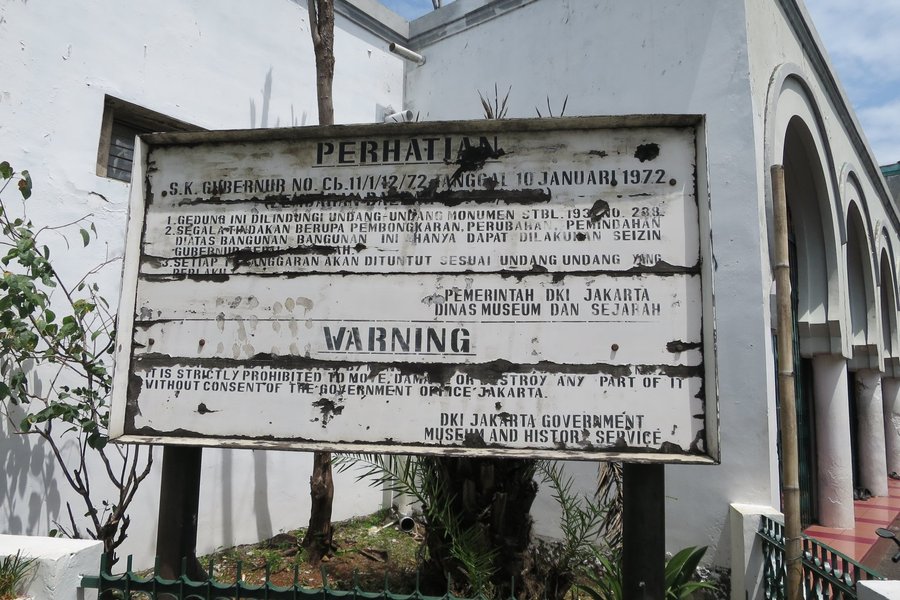 PERHATIAN
S.K. GUBERNUR NO. Cb.11/1/12/72 TANGGAL 10 JANUARI 1972.
1. GEDUNG INI DILINDUNGI UNDANG-UNDANG MONUMEN STBL. 193 NO. 238.
2. SEGALA TINDAKAN BERUPA PEMBONGKARAN, PERUBAHAN, PEMINDAHAN
DIATAS BANGUNAN BANGUNAN INI HANYA DAPAT DILAKUKAN SEIZIN
GUBERNUR
3. SETIAP ANGGARAN AKAN DITUNTUT SESUAI UNDANG UNDANG YANG
BERLAKU
PEMERINTAH DKI JAKARTA
DINAS MUSEUM DAN SEJARAH
WARNING
IT IS STRICTLY PROHIBITED TO MOVE, DAMAGE OR DESTROY ANY PART OF IT
WITHOUT CONSENT OF THE GOVERNMENT OFFICE JAKARTA.
DKI JAKARTA GOVERNMENT
MUSEUM AND HISTORY SERVICE